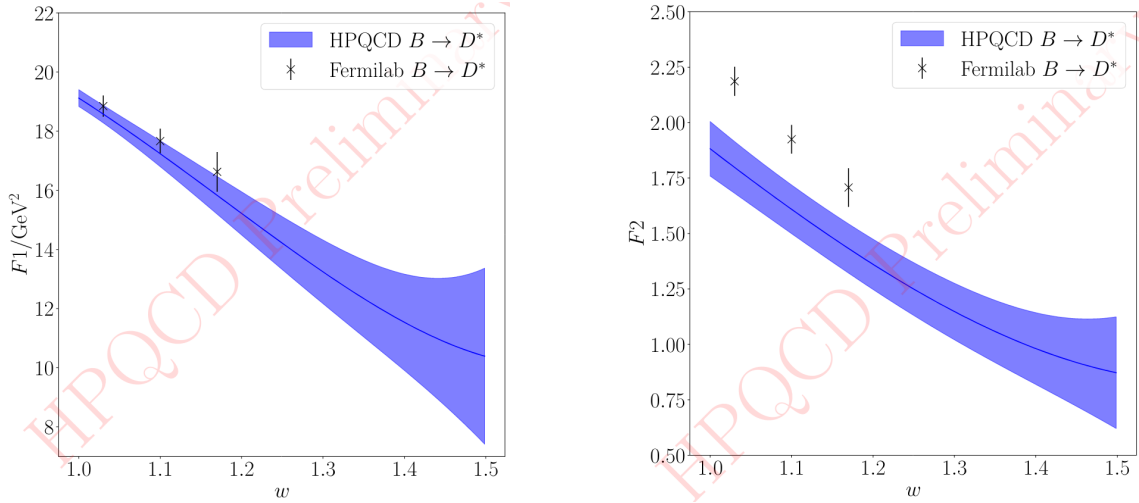 22
20
18
16
14
12
10
8
F1/GeV²
1.0 1.1 1.2 1.3 1.4 1.5
w
HPQCD B → D*
Fermilab B → D*
HPQCD Preliminary
2.50
2.25
2.00
1.75
1.50
1.25
1.00
0.75
0.50
F2
1.0 1.1 1.2 1.3 1.4 1.5
w
HPQCD B → D*
Fermilab B → D*
HPQCD Preliminary